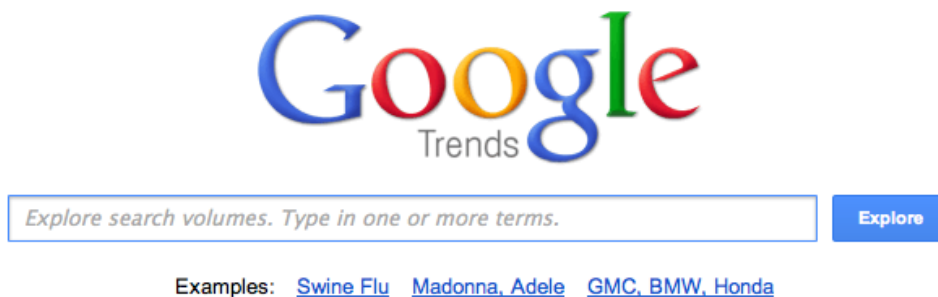 Google
Trends
Explore search volumes. Type in one or more terms.
Explore
Examples: Swine Flu Madonna, Adele GMC, BMW, Honda